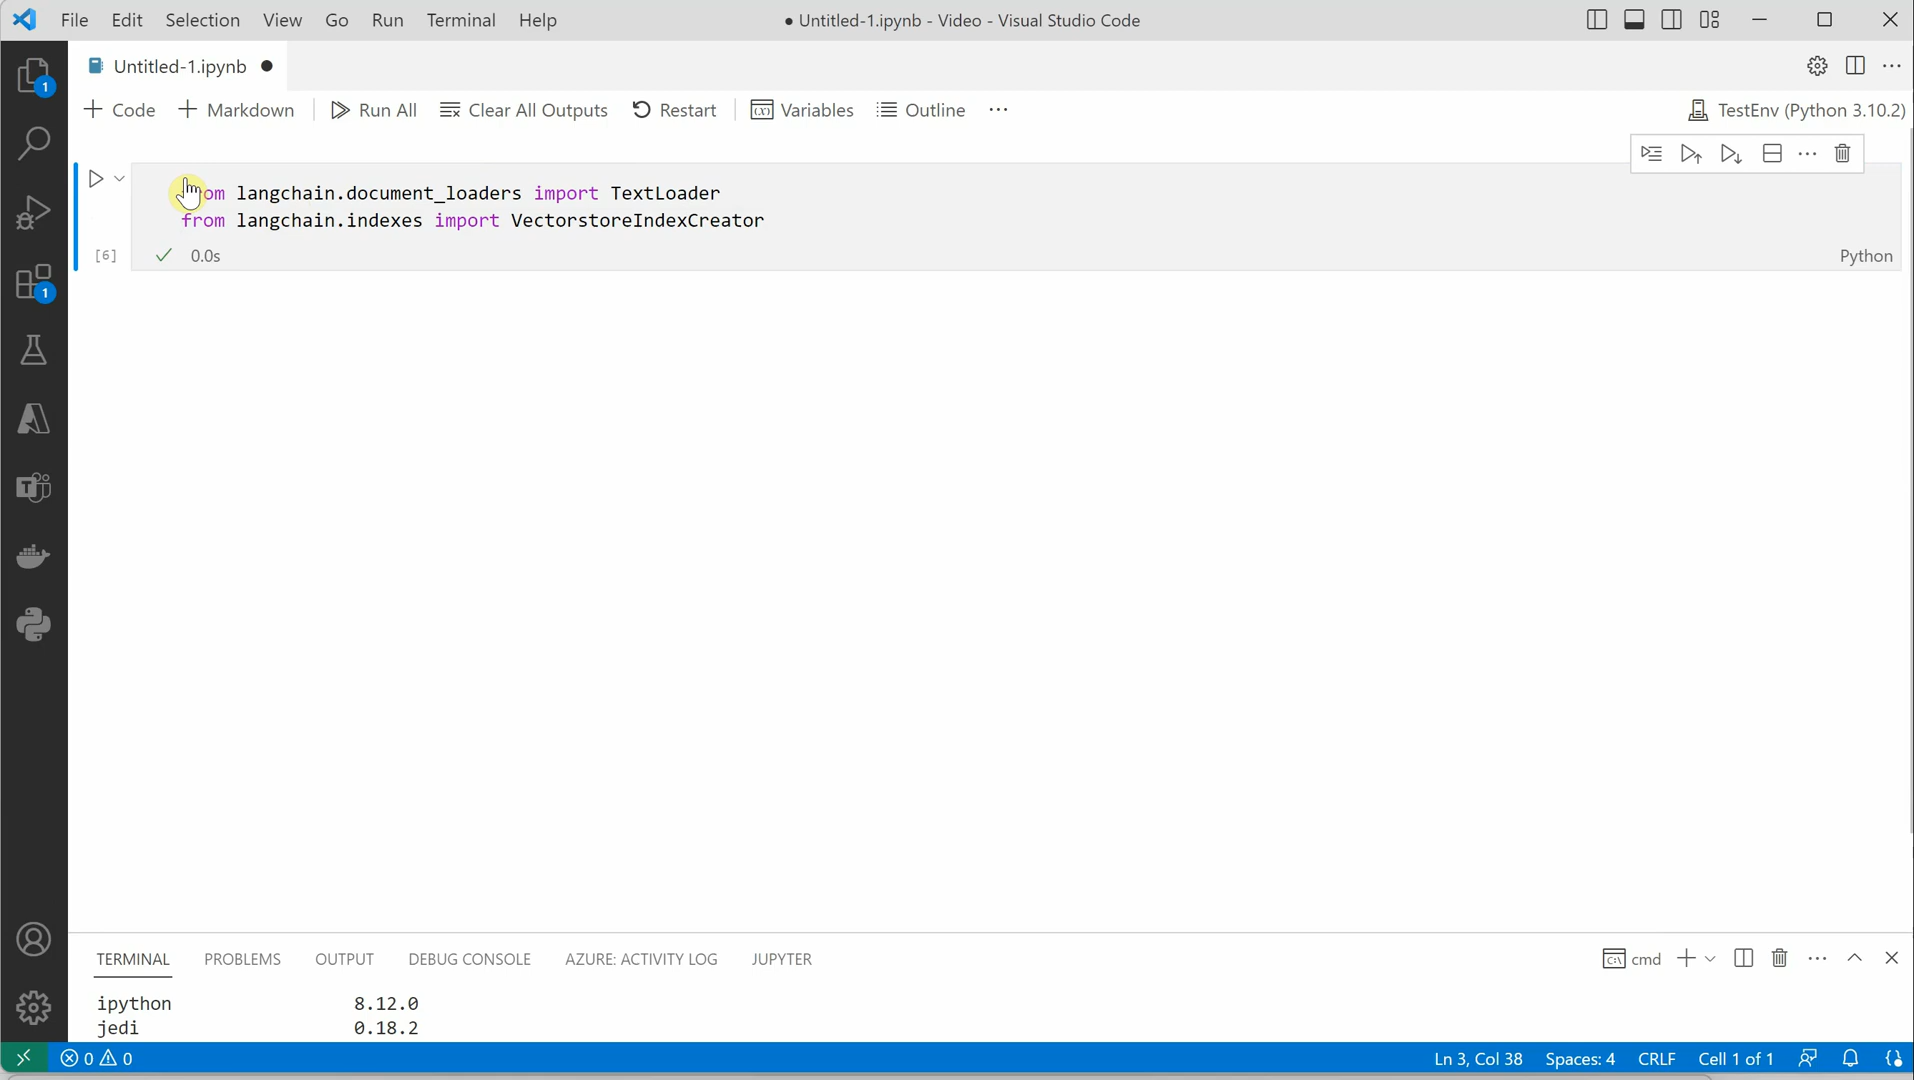 File Edit Selection View Go Run Terminal Help
● Untitled-1.ipynb - Video - Visual Studio Code
Untitled-1.ipynb ●
+ Code + Markdown Run All Clear All Outputs Restart Variables Outline ···
TestEnv (Python 3.10.2)
from langchain.document_loaders import TextLoader
from langchain.indexes import VectorstoreIndexCreator
[6] ✓ 0.0s Python
1
1
TERMINAL PROBLEMS OUTPUT DEBUG CONSOLE AZURE: ACTIVITY LOG JUPYTER
cmd
ipython 8.12.0
jedi 0.18.2
0 0 Ln 3, Col 38 Spaces: 4 CRLF Cell 1 of 1